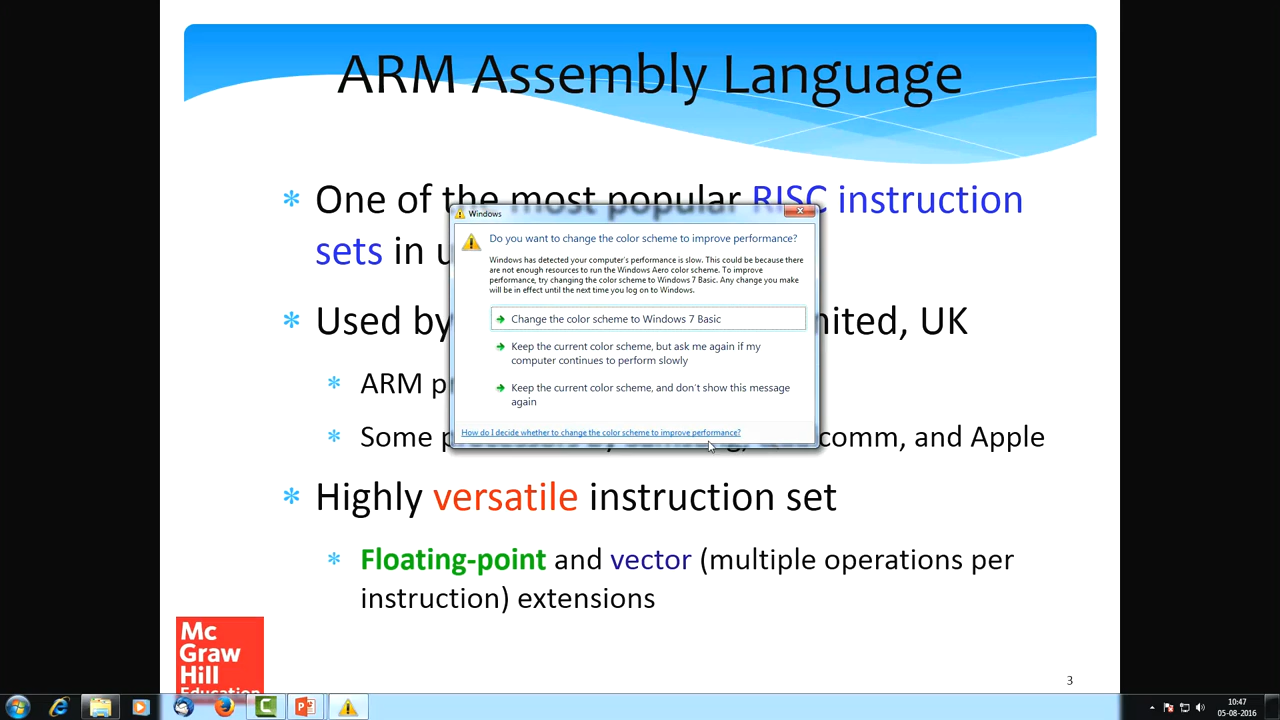 ARM Assembly Language
* One of the most popular RISC instruction
sets in u
* Used by
nited, UK
* ARM p
* Some
comm, and Apple
Windows
Do you want to change the color scheme to improve performance?
Windows has detected your computer's performance is slow. This could be because there
are not enough resources to run the Windows Aero color scheme. To improve
performance, try changing the color scheme to Windows 7 Basic. Any change you make
will be in effect until the next time you log on to Windows.
Change the color scheme to Windows 7 Basic
Keep the current color scheme, but ask me again if my
computer continues to perform slowly
Keep the current color scheme, and don't show this message
again
How do I decide whether to change the color scheme to improve performance?
* Highly versatile instruction set
* Floating-point and vector (multiple operations per
instruction) extensions
Mc
Graw
Hill
Education
3
10:47
05-08-2016